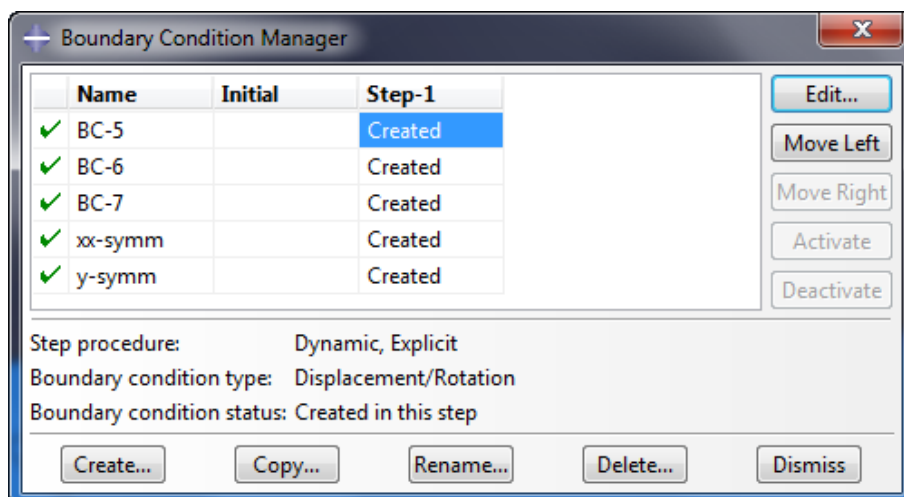 Boundary Condition Manager
x
Name Initial Step-1
BC-5 Created
BC-6 Created
BC-7 Created
xx-symm Created
y-symm Created
Edit...
Move Left
Move Right
Activate
Deactivate
Step procedure: Dynamic, Explicit
Boundary condition type: Displacement/Rotation
Boundary condition status: Created in this step
Create... Copy... Rename... Delete... Dismiss